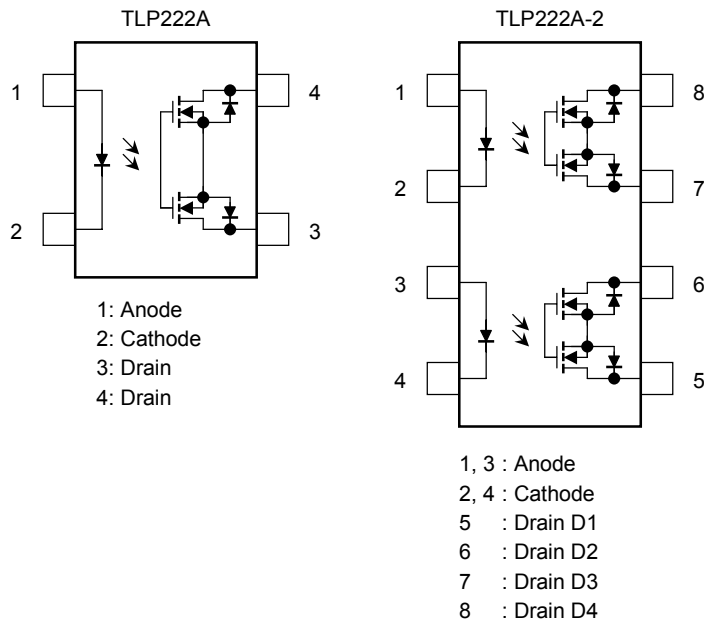 TLP222A
1
4
2
3
1: Anode
2: Cathode
3: Drain
4: Drain
TLP222A-2
1
8
2
7
3
6
4
5
1, 3 : Anode
2, 4 : Cathode
5 : Drain D1
6 : Drain D2
7 : Drain D3
8 : Drain D4